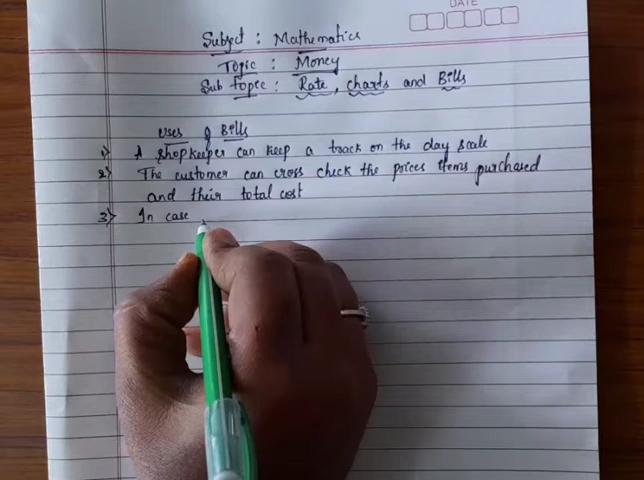 DATE
Subject : Mathematics
Topic : Money
Sub topic : Rate, charts and Bills
Uses of Bills
1) A shopkeeper can keep a track on the day scale
2) The customer can cross check the prices items purchased
and their total cost
3) In case